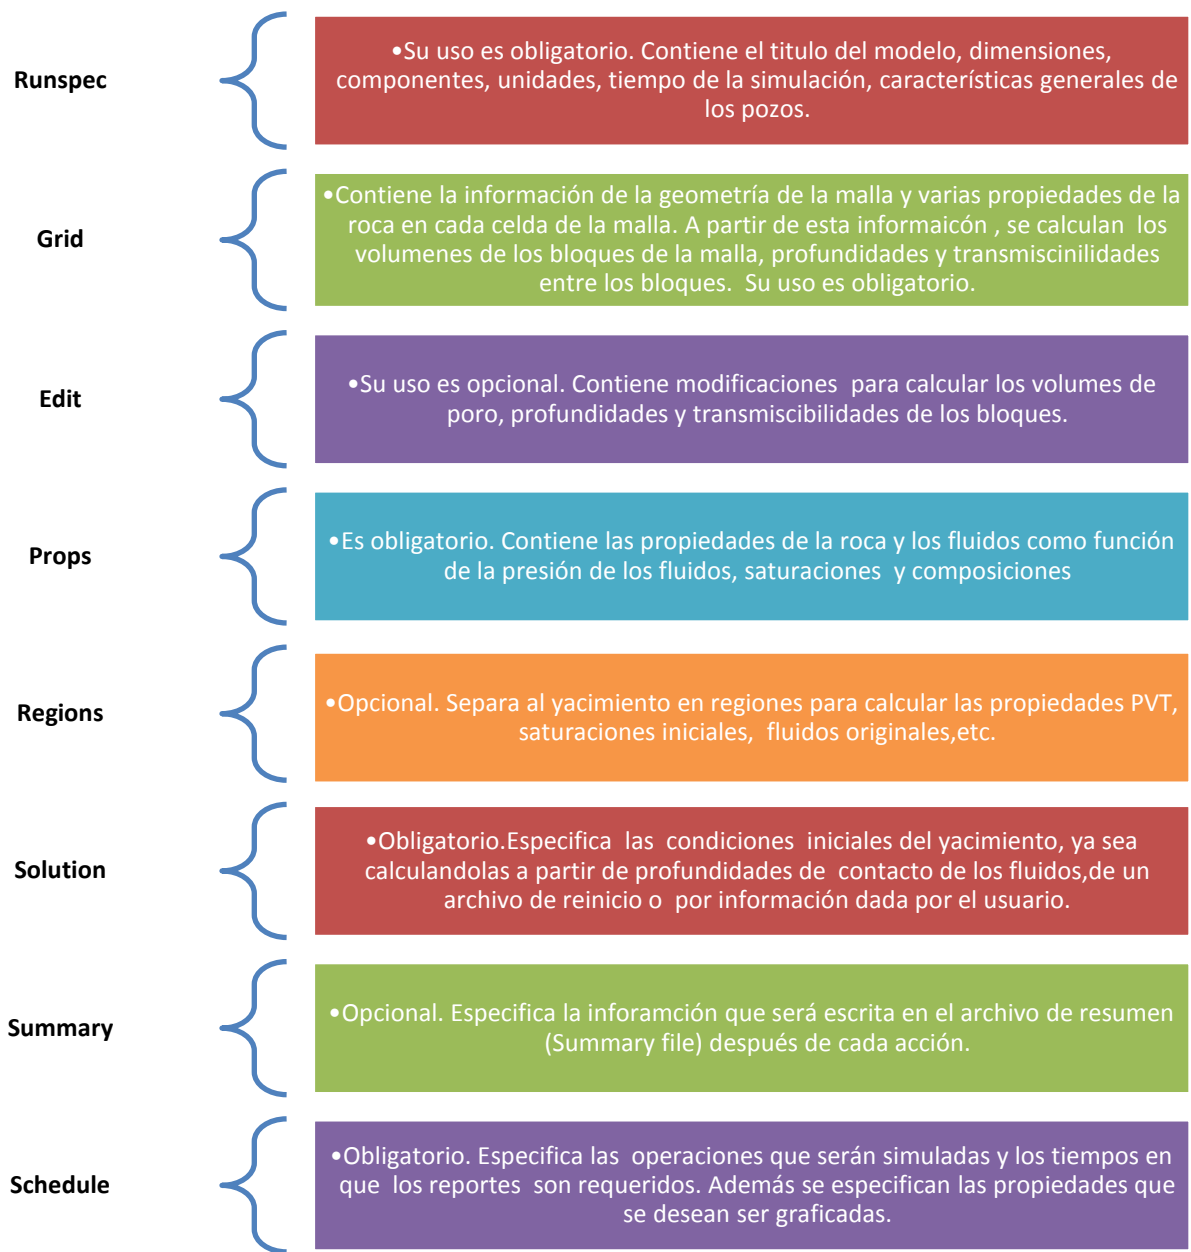 Runspec
•Su uso es obligatorio. Contiene el titulo del modelo, dimensiones,
componentes, unidades, tiempo de la simulación, características generales de
los pozos.
Grid
•Contiene la información de la geometría de la malla y varias propiedades de la
roca en cada celda de la malla. A partir de esta informaicón , se calculan los
volumenes de los bloques de la malla, profundidades y transmiscinilidades
entre los bloques. Su uso es obligatorio.
Edit
•Su uso es opcional. Contiene modificaciones para calcular los volumes de
poro, profundidades y transmiscibilidades de los bloques.
Props
•Es obligatorio. Contiene las propiedades de la roca y los fluidos como función
de la presión de los fluidos, saturaciones y composiciones
Regions
•Opcional. Separa al yacimiento en regiones para calcular las propiedades PVT,
saturaciones iniciales, fluidos originales,etc.
Solution
•Obligatorio.Especifica las condiciones iniciales del yacimiento, ya sea
calculandolas a partir de profundidades de contacto de los fluidos,de un
archivo de reinicio o por información dada por el usuario.
Summary
•Opcional. Especifica la inforamción que será escrita en el archivo de resumen
(Summary file) después de cada acción.
Schedule
•Obligatorio. Especifica las operaciones que serán simuladas y los tiempos en
que los reportes son requeridos. Además se especifican las propiedades que
se desean ser graficadas.